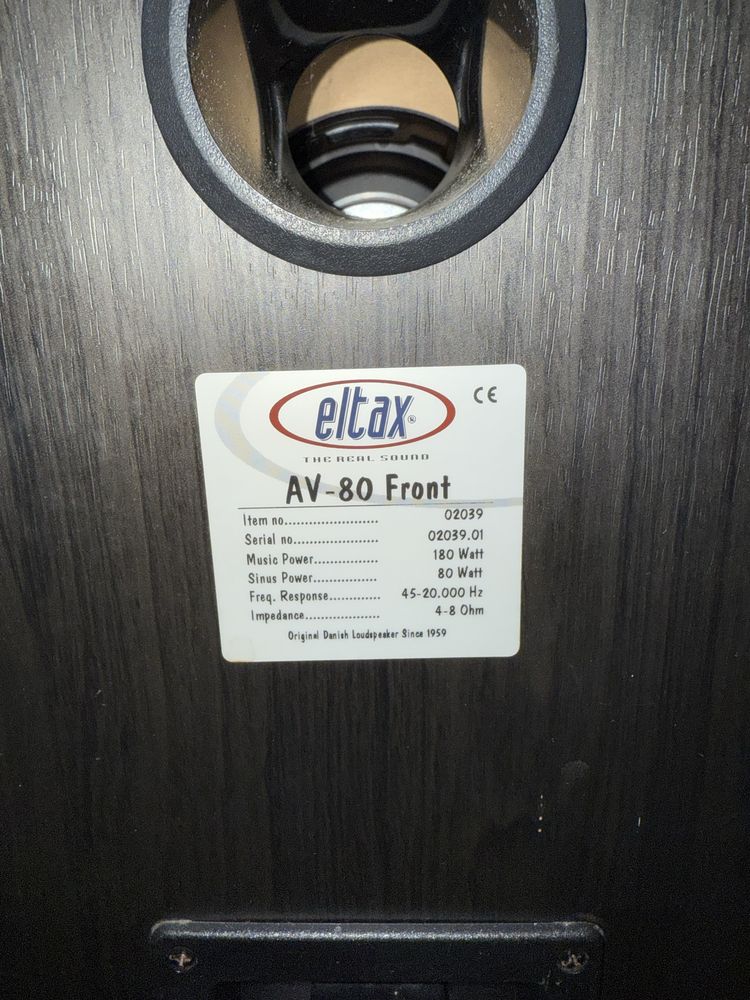 eltax®
CE
THE REAL SOUND
AV-80 Front
Item no....................... 02039
Serial no..................... 02039.01
Music Power................ 180 Watt
Sinus Power................ 80 Watt
Freq. Response............. 45-20.000 Hz
Impedance................... 4-8 Ohm
Original Danish Loudspeaker Since 1959